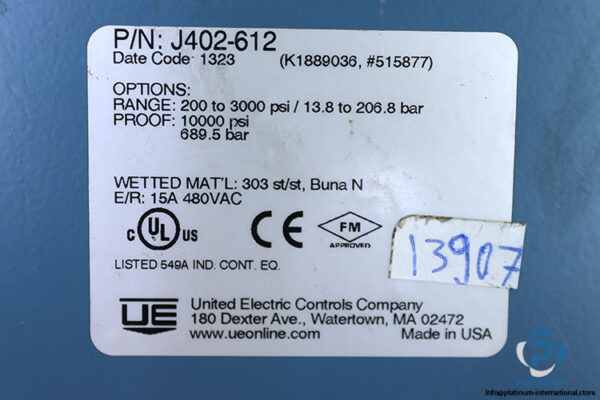 P/N: J402-612
Date Code: 1323 (K1889036, #515877)
OPTIONS:
RANGE: 200 to 3000 psi / 13.8 to 206.8 bar
PROOF: 10000 psi
689.5 bar
WETTED MAT'L: 303 st/st, Buna N
E/R: 15A 480VAC
C UL US CE FM
APPROVED
13907
LISTED 549A IND. CONT. EQ.
UE United Electric Controls Company
180 Dexter Ave., Watertown, MA 02472
www.ueonline.com Made in USA
PLATINUM
info@platinum-international.store